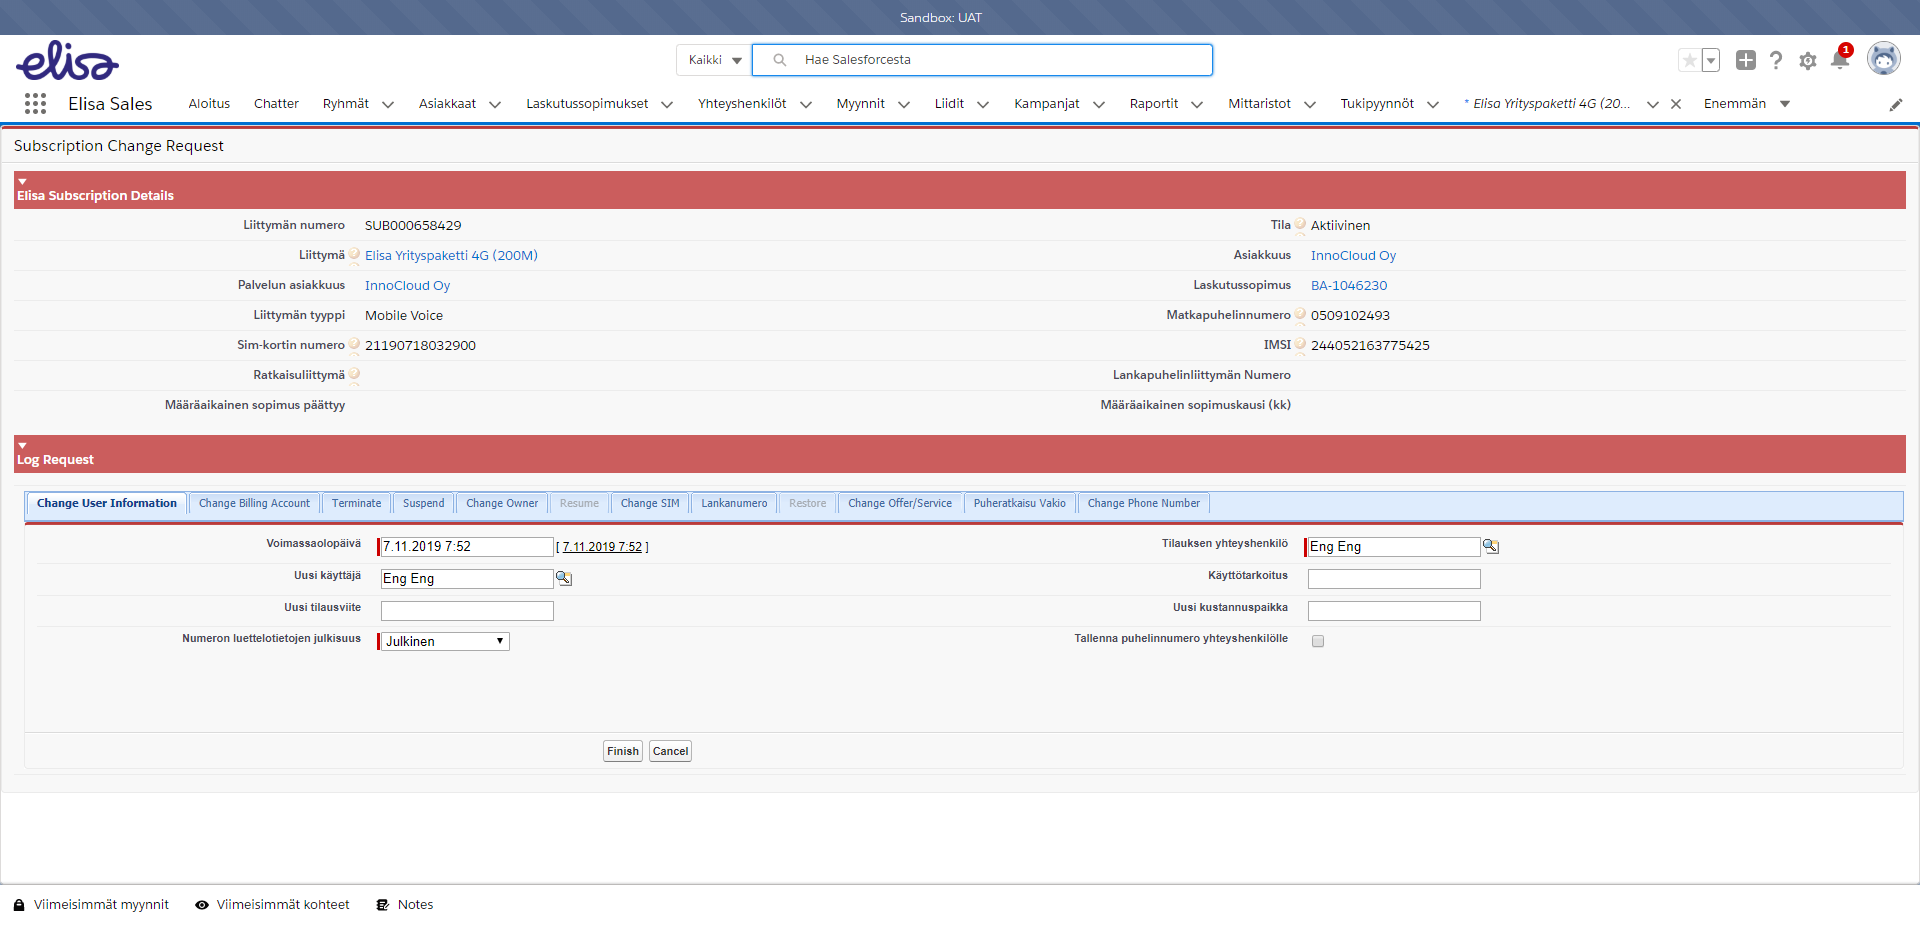 Sandbox: UAT
elisa
Kaikki
Hae Salesforcesta
1
Elisa Sales
Aloitus
Chatter
Ryhmät
Asiakkaat
Laskutussopimukset
Yhteyshenkilöt
Myynnit
Liidit
Kampanjat
Raportit
Mittaristot
Tukipyynnöt
* Elisa Yrityspaketti 4G (20...
Enemmän
Subscription Change Request
Elisa Subscription Details
Liittymän numero SUB000658429
Tila Aktiivinen
Liittymä Elisa Yrityspaketti 4G (200M)
Asiakkuus InnoCloud Oy
Palvelun asiakkuus InnoCloud Oy
Laskutussopimus BA-1046230
Liittymän tyyppi Mobile Voice
Matkapuhelinnumero 0509102493
Sim-kortin numero 21190718032900
IMSI 244052163775425
Ratkaisuliittymä
Lankapuhelinliittymän Numero
Määräaikainen sopimus päättyy
Määräaikainen sopimuskausi (kk)
Log Request
Change User Information
Change Billing Account
Terminate
Suspend
Change Owner
Resume
Change SIM
Lankanumero
Restore
Change Offer/Service
Puheratkaisu Vakio
Change Phone Number
Voimassaolopäivä 7.11.2019 7:52 [ 7.11.2019 7:52 ]
Tilauksen yhteyshenkilö Eng Eng
Uusi käyttäjä Eng Eng
Käyttötarkoitus
Uusi tilausviite
Uusi kustannuspaikka
Numeron luettelotietojen julkisuus Julkinen
Tallenna puhelinnumero yhteyshenkilölle
Finish
Cancel
Viimeisimmät myynnit
Viimeisimmät kohteet
Notes